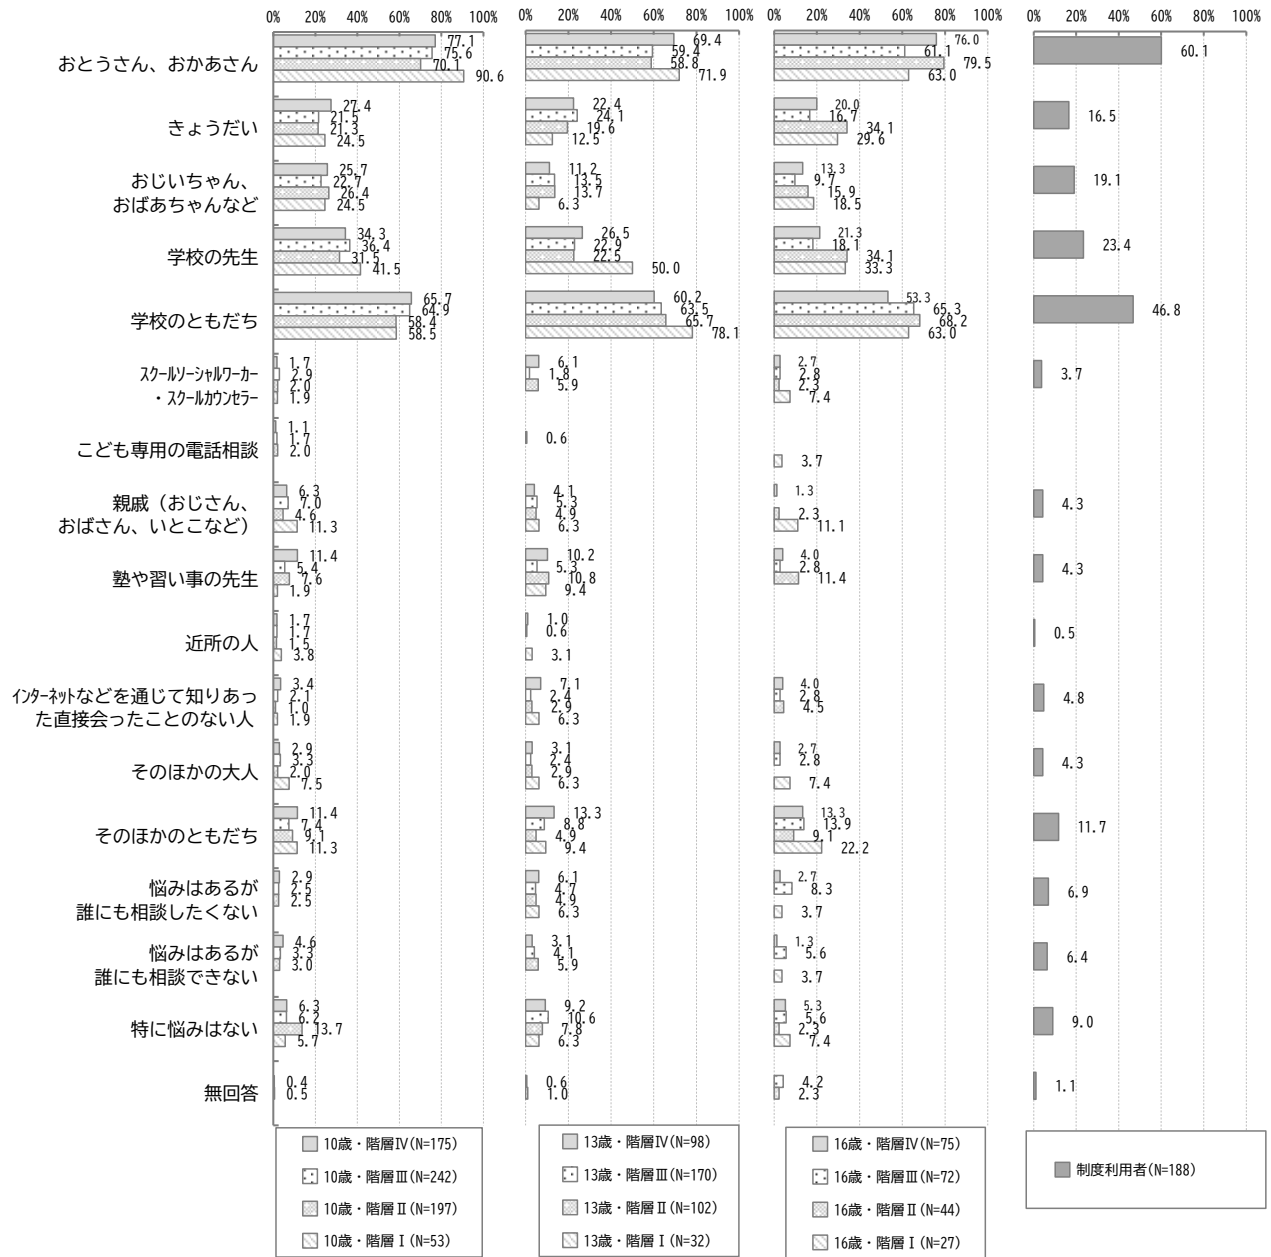 0% 20% 40% 60% 80% 100% 0% 20% 40% 60% 80% 100% 0% 20% 40% 60% 80% 100% 0% 20% 40% 60% 80% 100%
おとうさん、おかあさん
77.1 75.6 70.1 90.6
69.4 59.4 58.8 71.9
76.0 61.1 79.5 63.0
60.1
きょうだい
27.4 21.5 21.3 24.5
22.4 24.1 19.6 12.5
20.0 16.7 34.1 29.6
16.5
おじいちゃん、
おばあちゃんなど
25.7 22.7 26.4 24.5
11.2 13.5 13.7 6.3
13.3 9.7 15.9 18.5
19.1
学校の先生
34.3 36.4 31.5 41.5
26.5 22.9 22.5 50.0
21.3 18.1 34.1 33.3
23.4
学校のともだち
65.7 64.9 58.4 58.5
60.2 63.5 65.7 78.1
53.3 65.3 68.2 63.0
46.8
スクールソーシャルワーカー
・スクールカウンセラー
1.7 2.9 2.0 1.9
6.1 1.8 5.9
2.7 2.8 2.3 7.4
3.7
こども専用の電話相談
1.1 1.7 2.0
0.6
3.7
親戚（おじさん、
おばさん、いとこなど）
6.3 7.0 4.6 11.3
4.1 5.3 4.9 6.3
1.3 2.3 11.1
4.3
塾や習い事の先生
11.4 5.4 7.6 1.9
10.2 5.3 10.8 9.4
4.0 2.8 11.4
4.3
近所の人
1.7 1.7 1.5 3.8
1.0 0.6 3.1
0.5
インターネットなどを通じて知りあっ
た直接会ったことのない人
3.4 2.1 1.0 1.9
7.1 2.4 2.9 6.3
4.0 2.8 4.5
4.8
そのほかの大人
2.9 3.3 2.0 7.5
3.1 2.4 2.9 6.3
2.7 2.8 7.4
4.3
そのほかのともだち
11.4 7.4 9.1 11.3
13.3 8.8 4.9 9.4
13.3 13.9 9.1 22.2
11.7
悩みはあるが
誰にも相談したくない
2.9 2.5 2.5
6.1 4.7 4.9 6.3
2.7 8.3 3.7
6.9
悩みはあるが
誰にも相談できない
4.6 3.3 3.0
3.1 4.1 5.9
1.3 5.6 3.7
6.4
特に悩みはない
6.3 6.2 13.7 5.7
9.2 10.6 7.8 6.3
5.3 5.6 2.3 7.4
9.0
無回答
0.4 0.5
0.6 1.0
4.2 2.3
1.1
10歳・階層Ⅳ(N=175)
10歳・階層Ⅲ(N=242)
10歳・階層Ⅱ(N=197)
10歳・階層Ⅰ(N=53)
13歳・階層Ⅳ(N=98)
13歳・階層Ⅲ(N=170)
13歳・階層Ⅱ(N=102)
13歳・階層Ⅰ(N=32)
16歳・階層Ⅳ(N=75)
16歳・階層Ⅲ(N=72)
16歳・階層Ⅱ(N=44)
16歳・階層Ⅰ(N=27)
制度利用者(N=188)